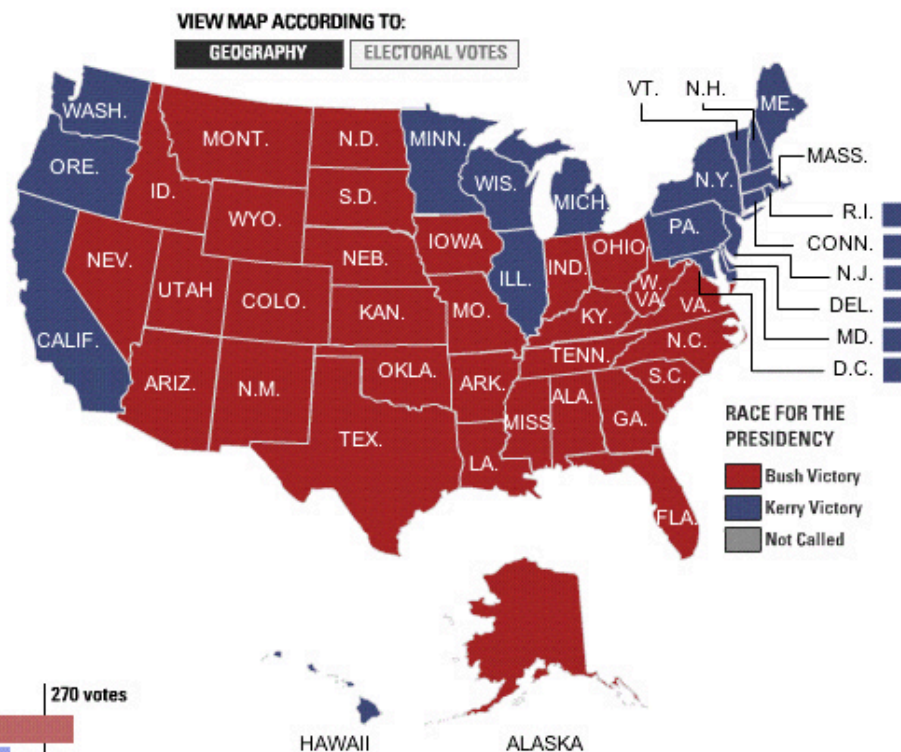 VIEW MAP ACCORDING TO:
GEOGRAPHY
ELECTORAL VOTES
VT.
N.H.
ME.
WASH.
MONT.
N.D.
MINN.
ORE.
ID.
WIS.
MICH.
N.Y.
MASS.
S.D.
WYO.
R.I.
PA.
IOWA
OHIO
CONN.
NEV.
NEB.
ILL.
IND.
N.J.
UTAH
COLO.
W.
VA.
VA.
DEL.
KAN.
MO.
KY.
CALIF.
N.C.
MD.
TENN.
D.C.
ARIZ.
N.M.
OKLA.
ARK.
S.C.
ALA.
MISS.
GA.
TEX.
LA.
FLA.
RACE FOR THE
PRESIDENCY
Bush Victory
Kerry Victory
Not Called
270 votes
HAWAII
ALASKA